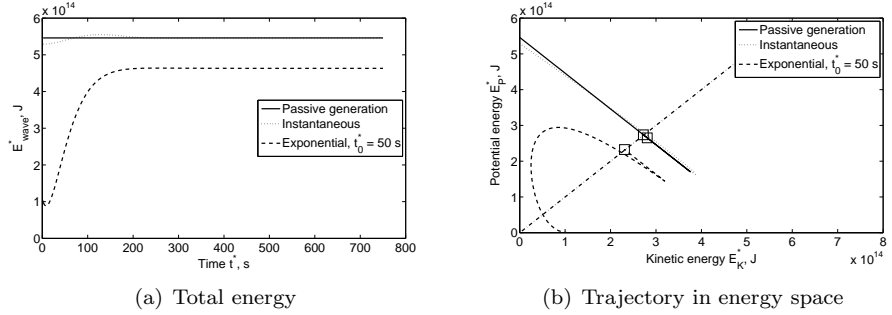 x 10^14
6
5
4
3
2
1
0
E*wave, J
0 100 200 300 400 500 600 700 800
Time t*, s
Passive generation
Instantaneous
Exponential, t*0 = 50 s
(a) Total energy
x 10^14
6
5
4
3
2
1
0
Potential energy E*P, J
0 1 2 3 4 5 6 7 8
Kinetic energy E*K, J
x 10^14
Passive generation
Instantaneous
Exponential, t*0 = 50 s
(b) Trajectory in energy space